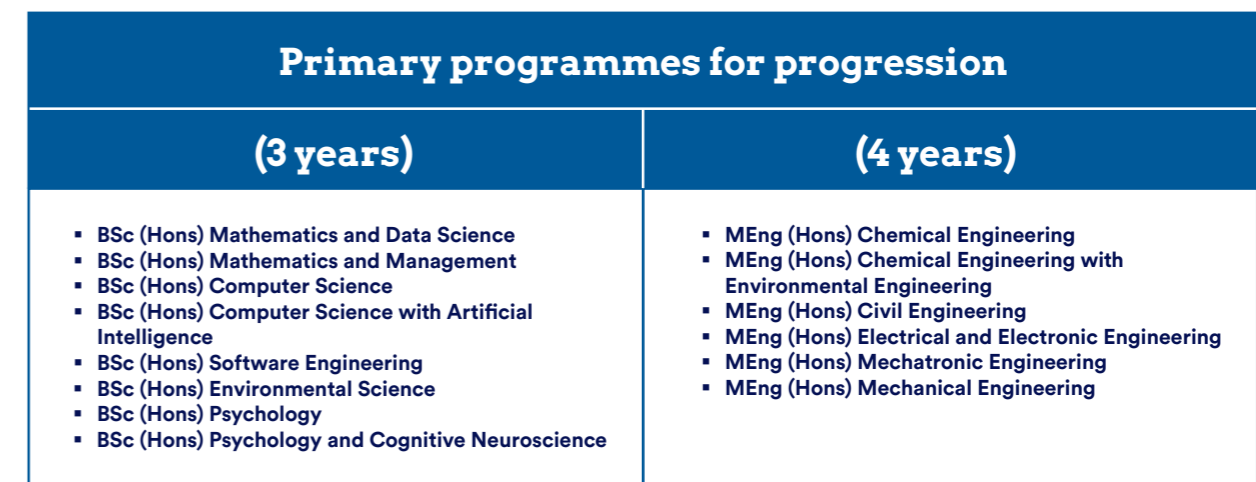 Primary programmes for progression
(3 years)
(4 years)
▪ BSc (Hons) Mathematics and Data Science
▪ BSc (Hons) Mathematics and Management
▪ BSc (Hons) Computer Science
▪ BSc (Hons) Computer Science with Artificial
Intelligence
▪ BSc (Hons) Software Engineering
▪ BSc (Hons) Environmental Science
▪ BSc (Hons) Psychology
▪ BSc (Hons) Psychology and Cognitive Neuroscience
▪ MEng (Hons) Chemical Engineering
▪ MEng (Hons) Chemical Engineering with
Environmental Engineering
▪ MEng (Hons) Civil Engineering
▪ MEng (Hons) Electrical and Electronic Engineering
▪ MEng (Hons) Mechatronic Engineering
▪ MEng (Hons) Mechanical Engineering